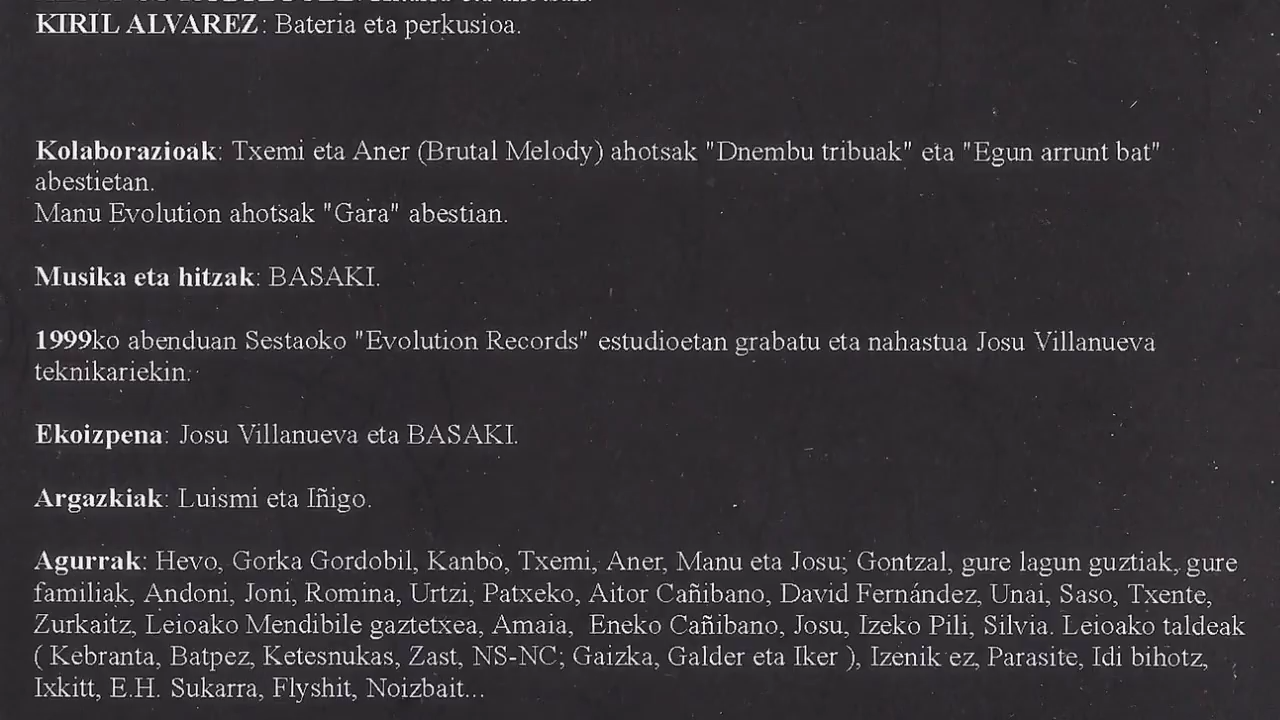 KIRIL ALVAREZ: Bateria eta perkusioa.
Kolaborazioak: Txemi eta Aner (Brutal Melody) ahotsak "Dnembu tribuak" eta "Egun arrunt bat"
abestietan.
Manu Evolution ahotsak "Gara" abestian.
Musika eta hitzak: BASAKI.
1999ko abenduan Sestaoko "Evolution Records" estudioetan grabatu eta nahastua Josu Villanueva
teknikariekin.
Ekoizpena: Josu Villanueva eta BASAKI.
Argazkiak: Luismi eta Iñigo.
Agurrak: Hevo, Gorka Gordobil, Kanbo, Txemi, Aner, Manu eta Josu; Gontzal, gure lagun guztiak, gure
familiak, Andoni, Joni, Romina, Urtzi, Patxeko, Aitor Cañibano, David Fernández, Unai, Saso, Txente,
Zurkaitz, Leioako Mendibile gaztetxea, Amaia, Eneko Cañibano, Josu, Izeko Pili, Silvia. Leioako taldeak
( Kebranta, Batpez, Ketesnukas, Zast, NS-NC; Gaizka, Galder eta Iker ), Izenik ez, Parasite, Idi bihotz,
Ixkitt, E.H. Sukarra, Flyshit, Noizbait...